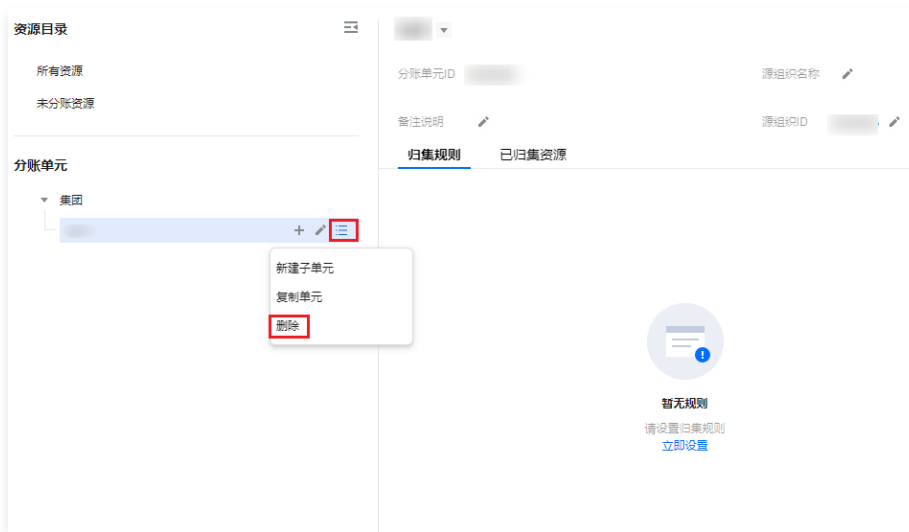 资源目录
所有资源
未分账资源
分账单元
集团
新建子单元
复制单元
删除
分账单元ID
源组织名称
备注说明
源组织ID
归集规则 已归集资源
暂无规则
请设置归集规则
立即设置